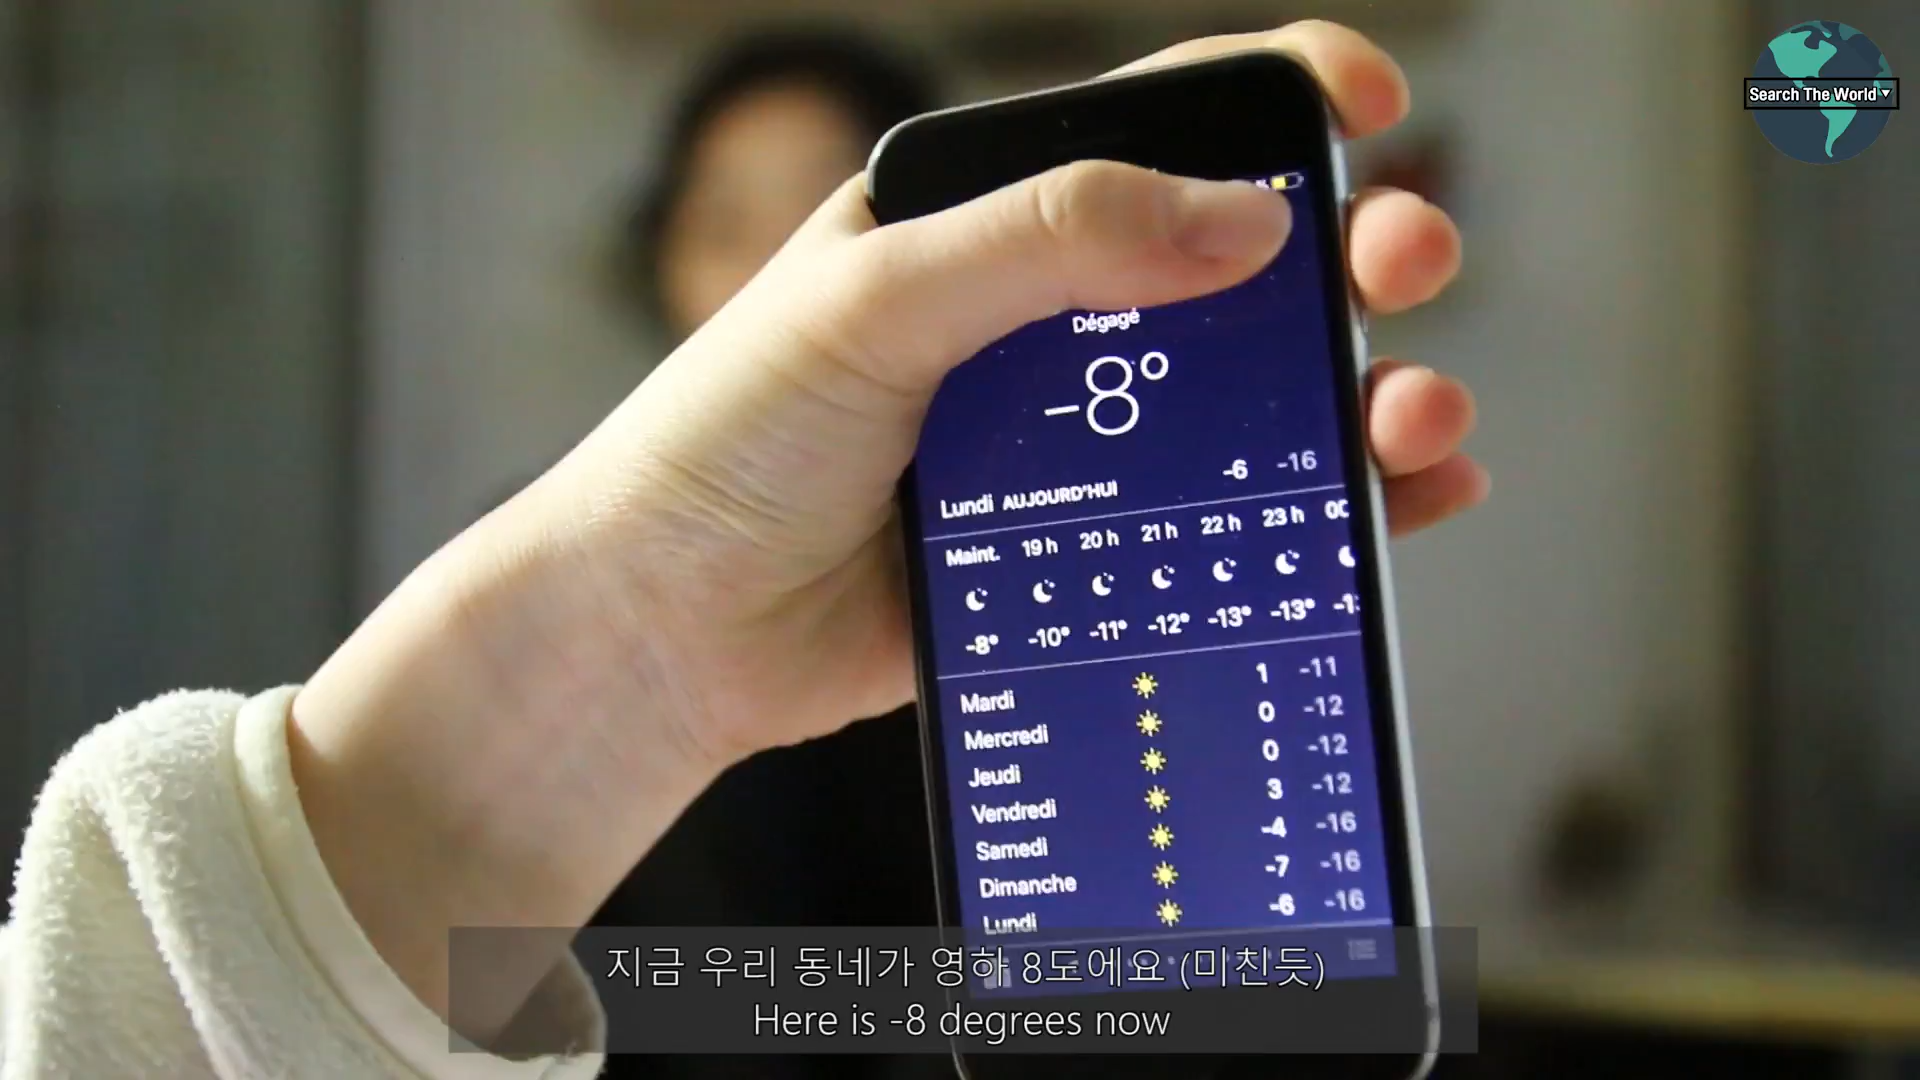 Search The World
Dégagé
-8°
Lundi AUJOURD'HUI -6 -16
Maint. 19 h 20 h 21 h 22 h 23 h
-8° -10° -11° -12° -13° -13°
Mardi 1 -11
Mercredi 0 -12
Jeudi 0 -12
Vendredi 3 -12
Samedi -4 -16
Dimanche -7 -16
Lundi -6 -16
지금 우리 동네가 영하 8도에요 (미친듯)
Here is -8 degrees now